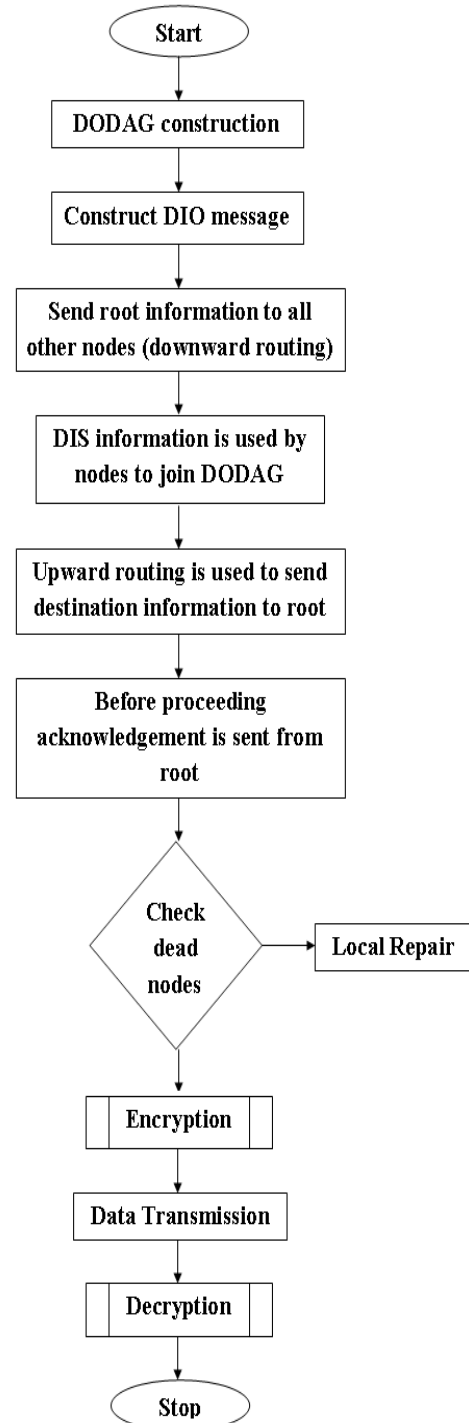 Start
DODAG construction
Construct DIO message
Send root information to all
other nodes (downward routing)
DIS information is used by
nodes to join DODAG
Upward routing is used to send
destination information to root
Before proceeding
acknowledgement is sent from
root
Check
dead
nodes
Local Repair
Encryption
Data Transmission
Decryption
Stop